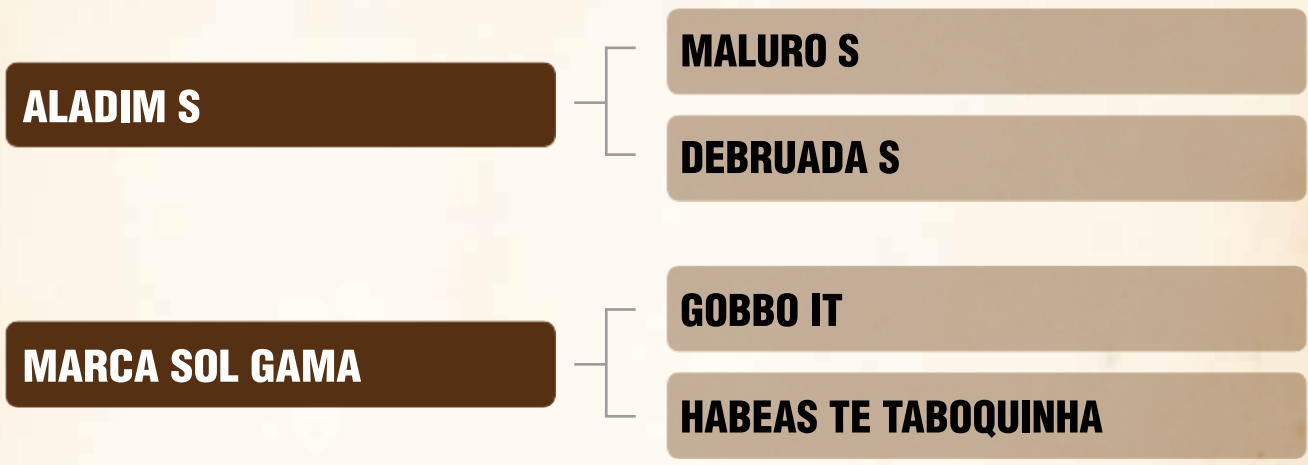 ALADIM S
MALURO S
DEBRUADA S
MARCA SOL GAMA
GOBBO IT
HABEAS TE TABOQUINHA